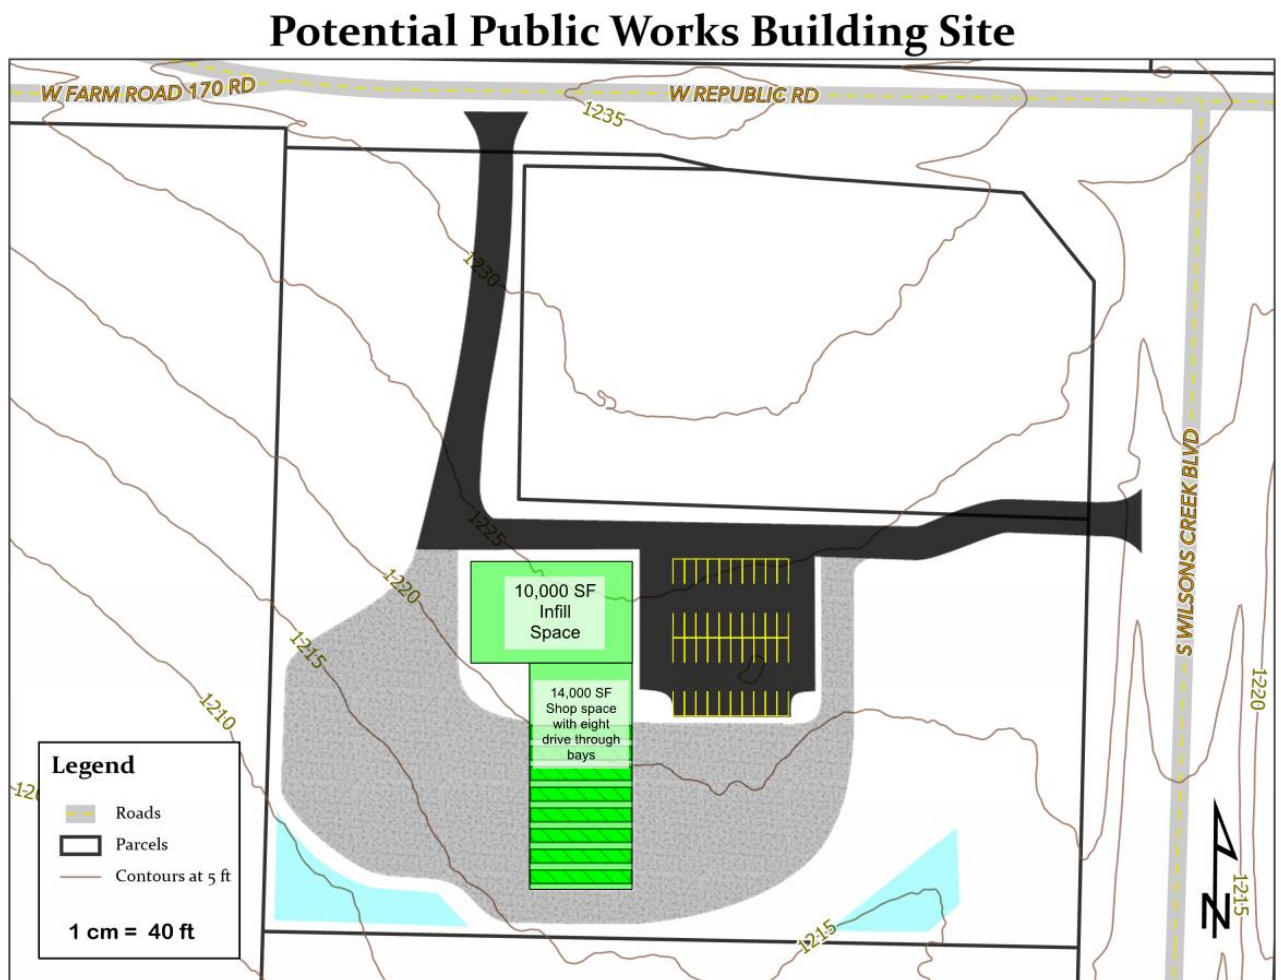 Potential Public Works Building Site
W FARM ROAD 170 RD
W REPUBLIC RD
1235
1230
1225
1220
1215
1210
10,000 SF
Infill
Space
14,000 SF
Shop space
with eight
drive through
bays
S WILSONS CREEK BLVD
1220
1215
1215
Legend
Roads
Parcels
Contours at 5 ft
1 cm = 40 ft
N